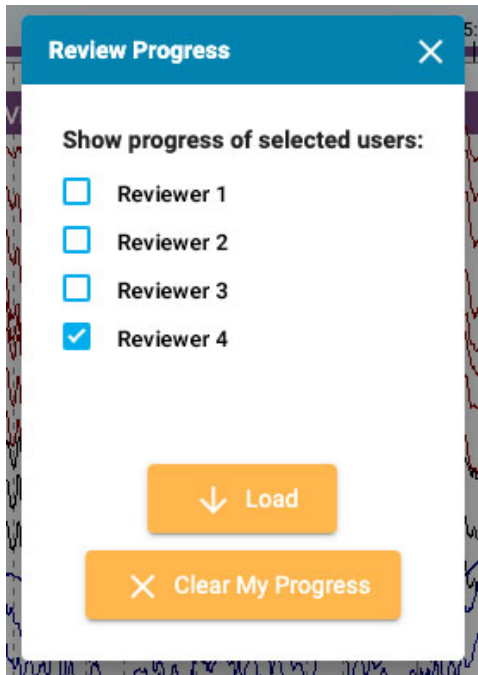 Review Progress
Show progress of selected users:
Reviewer 1
Reviewer 2
Reviewer 3
Reviewer 4
Load
Clear My Progress